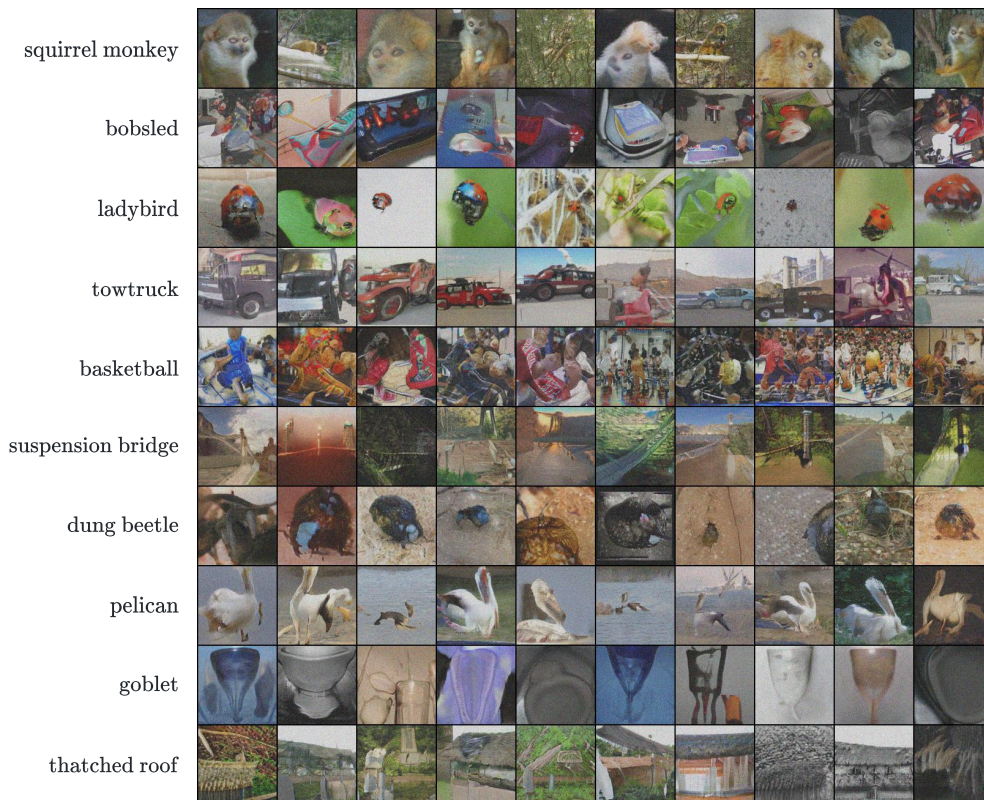 squirrel monkey
bobsled
ladybird
towtruck
basketball
suspension bridge
dung beetle
pelican
goblet
thatched roof